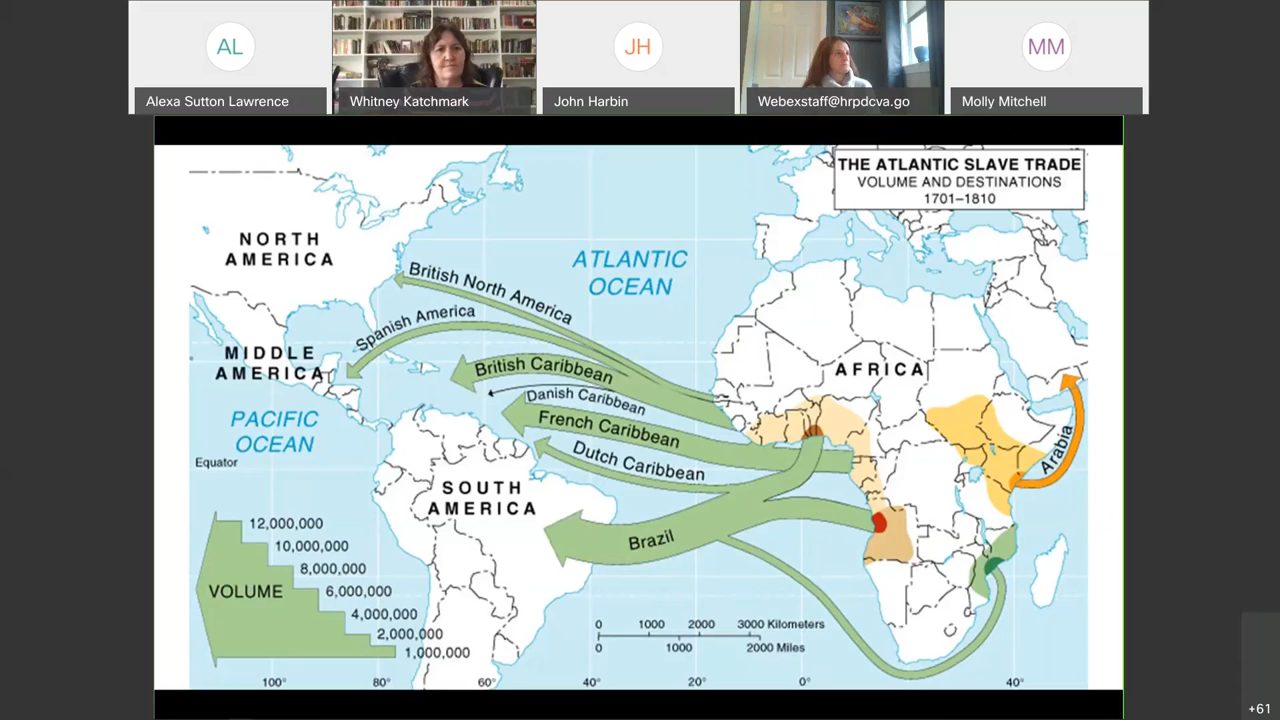 AL
JH
MM
Alexa Sutton Lawrence
Whitney Katchmark
John Harbin
Webexstaff@hrpdcva.go
Molly Mitchell
THE ATLANTIC SLAVE TRADE
VOLUME AND DESTINATIONS
1701–1810
NORTH
AMERICA
ATLANTIC
OCEAN
British North America
Spanish America
MIDDLE
AMERICA
British Caribbean
AFRICA
Danish Caribbean
PACIFIC
OCEAN
French Caribbean
Arabia
Dutch Caribbean
Equator
SOUTH
AMERICA
Brazil
12,000,000
10,000,000
8,000,000
VOLUME
6,000,000
4,000,000
2,000,000
1,000,000
0 1000 2000 3000 Kilometers
0 1000 2000 Miles
100° 80° 60° 40° 20° 0° 40°
+61